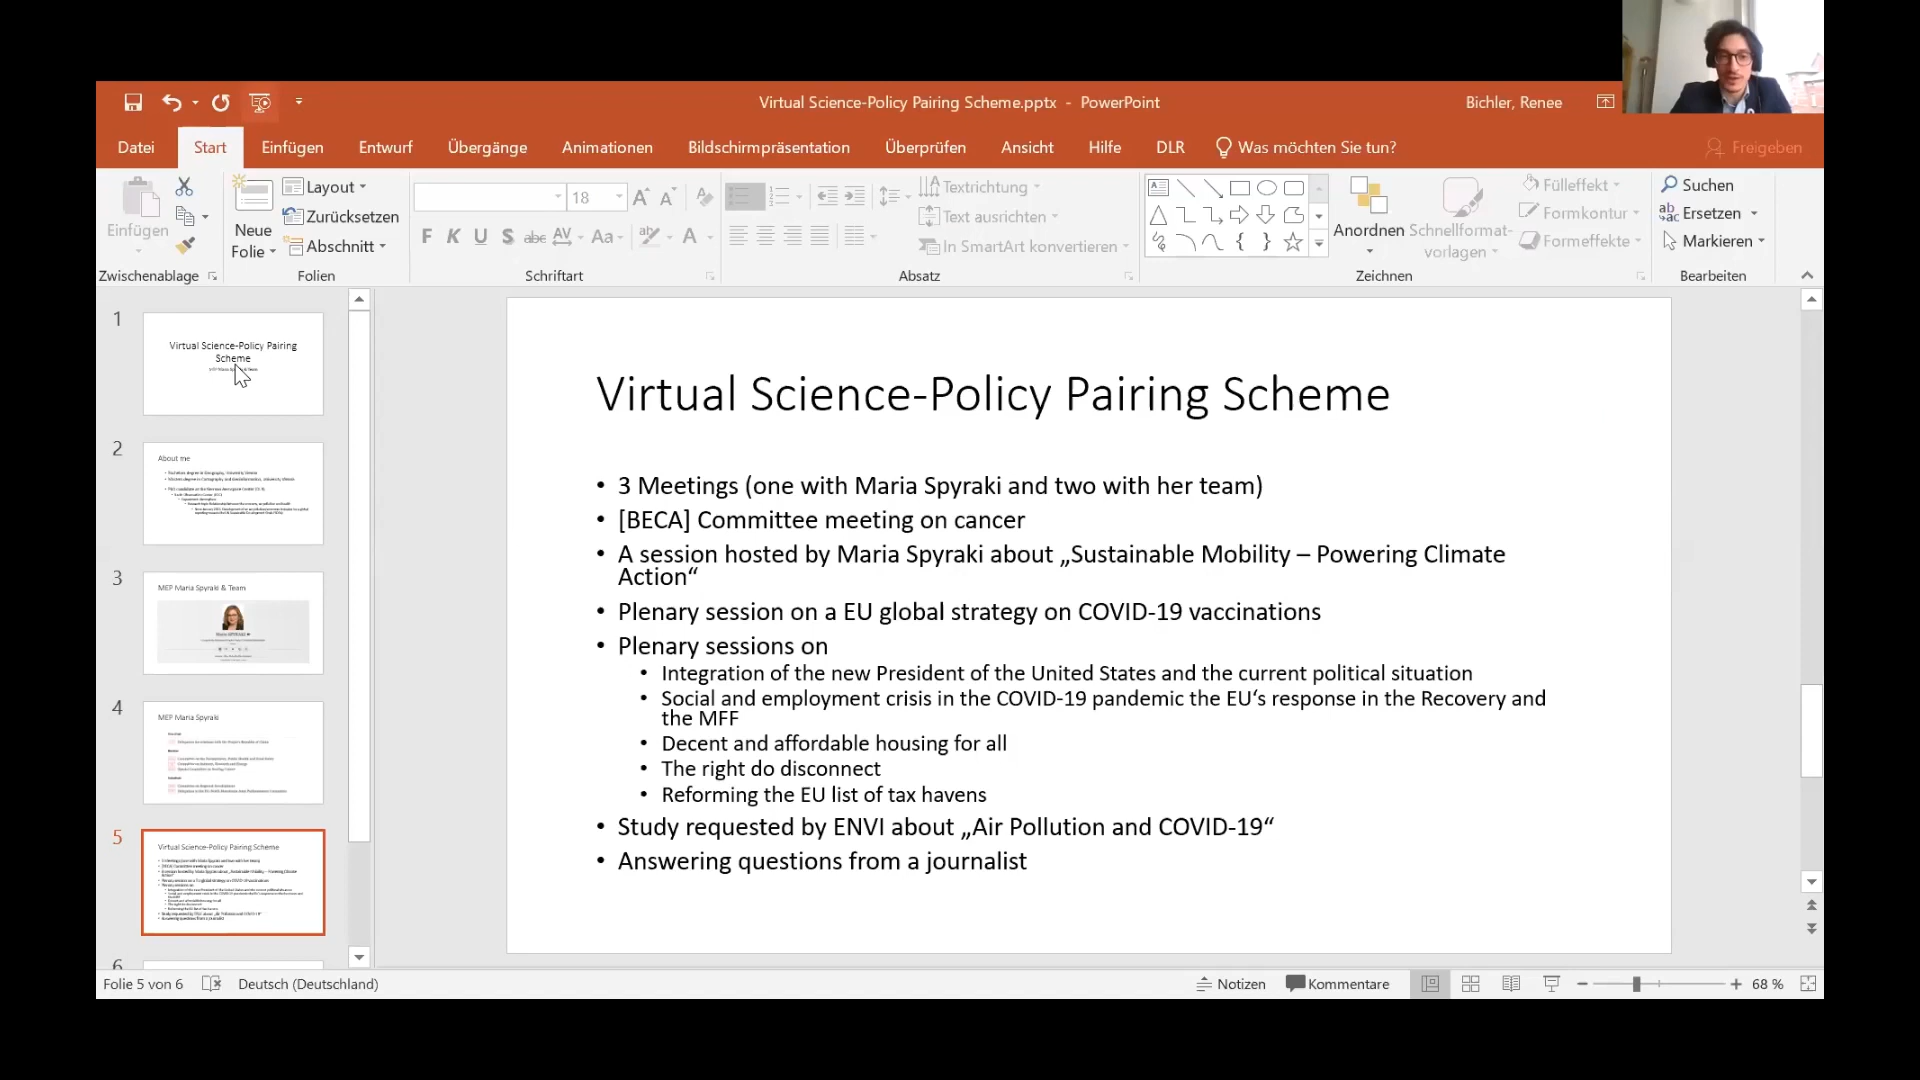 Virtual Science-Policy Pairing Scheme.pptx - PowerPoint
Bichler, Renee
Datei Start Einfügen Entwurf Übergänge Animationen Bildschirmpräsentation Überprüfen Ansicht Hilfe DLR Was möchten Sie tun? Freigeben
Einfügen
Zwischenablage
Neue
Folie
Layout
Zurücksetzen
Abschnitt
Folien
18
F K U S abc AV Aa A
Schriftart
Textrichtung
Text ausrichten
In SmartArt konvertieren
Absatz
Anordnen
Schnellformat-
vorlagen
Fülleffekt
Formkontur
Formeffekte
Zeichnen
Suchen
Ersetzen
Markieren
Bearbeiten
1
Virtual Science-Policy Pairing
Scheme
2
About me
3
MEP Maria Spyraki & Team
4
MEP Maria Spyraki
5
Virtual Science-Policy Pairing Scheme
6
Virtual Science-Policy Pairing Scheme
• 3 Meetings (one with Maria Spyraki and two with her team)
• [BECA] Committee meeting on cancer
• A session hosted by Maria Spyraki about „Sustainable Mobility – Powering Climate
Action“
• Plenary session on a EU global strategy on COVID-19 vaccinations
• Plenary sessions on
• Integration of the new President of the United States and the current political situation
• Social and employment crisis in the COVID-19 pandemic the EU‘s response in the Recovery and
the MFF
• Decent and affordable housing for all
• The right do disconnect
• Reforming the EU list of tax havens
• Study requested by ENVI about „Air Pollution and COVID-19“
• Answering questions from a journalist
Folie 5 von 6 Deutsch (Deutschland) Notizen Kommentare 68 %